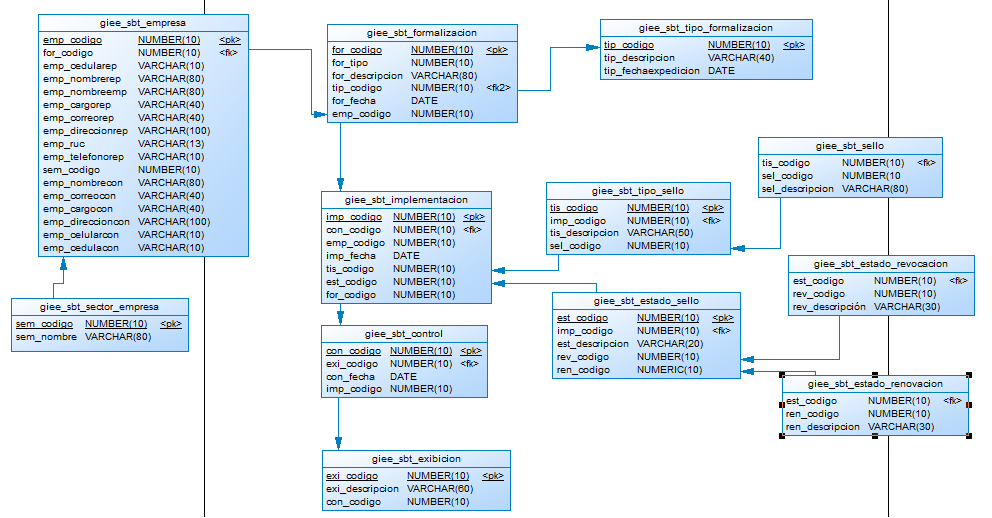 giee_sbt_empresa
emp_codigo NUMBER(10) <pk>
for_codigo NUMBER(10) <fk>
emp_cedularep VARCHAR(10)
emp_nombrerep VARCHAR(80)
emp_nombreemp VARCHAR(80)
emp_cargorep VARCHAR(40)
emp_correorep VARCHAR(40)
emp_direccionrep VARCHAR(100)
emp_ruc VARCHAR(13)
emp_telefonorep VARCHAR(10)
sem_codigo NUMBER(10)
emp_nombrecon VARCHAR(80)
emp_correocon VARCHAR(40)
emp_cargocon VARCHAR(40)
emp_direccioncon VARCHAR(100)
emp_celularcon VARCHAR(10)
emp_cedulacon VARCHAR(10)
giee_sbt_sector_empresa
sem_codigo NUMBER(10) <pk>
sem_nombre VARCHAR(80)
giee_sbt_formalizacion
for_codigo NUMBER(10) <pk>
for_tipo NUMBER(10)
for_descripcion VARCHAR(80)
tip_codigo NUMBER(10) <fk2>
for_fecha DATE
emp_codigo NUMBER(10)
giee_sbt_tipo_formalizacion
tip_codigo NUMBER(10) <pk>
tip_descripcion VARCHAR(40)
tip_fechaexpedicion DATE
giee_sbt_implementacion
imp_codigo NUMBER(10) <pk>
con_codigo NUMBER(10) <fk>
emp_codigo NUMBER(10)
imp_fecha DATE
tis_codigo NUMBER(10)
est_codigo NUMBER(10)
for_codigo NUMBER(10)
giee_sbt_tipo_sello
tis_codigo NUMBER(10) <pk>
imp_codigo NUMBER(10) <fk>
tis_descripcion VARCHAR(50)
sel_codigo NUMBER(10)
giee_sbt_sello
tis_codigo NUMBER(10) <fk>
sel_codigo NUMBER(10
sel_descripcion VARCHAR(80)
giee_sbt_estado_revocacion
est_codigo NUMBER(10) <fk>
rev_codigo NUMBER(10)
rev_descripción VARCHAR(30)
giee_sbt_estado_sello
est_codigo NUMBER(10) <pk>
imp_codigo NUMBER(10) <fk>
est_descripcion VARCHAR(20)
rev_codigo NUMBER(10)
ren_codigo NUMERIC(10)
giee_sbt_control
con_codigo NUMBER(10) <pk>
exi_codigo NUMBER(10) <fk>
con_fecha DATE
imp_codigo NUMBER(10)
giee_sbt_estado_renovacion
est_codigo NUMBER(10) <fk>
ren_codigo NUMBER(10)
ren_descripcion VARCHAR(30)
giee_sbt_exibicion
exi_codigo NUMBER(10) <pk>
exi_descripcion VARCHAR(60)
con_codigo NUMBER(10)